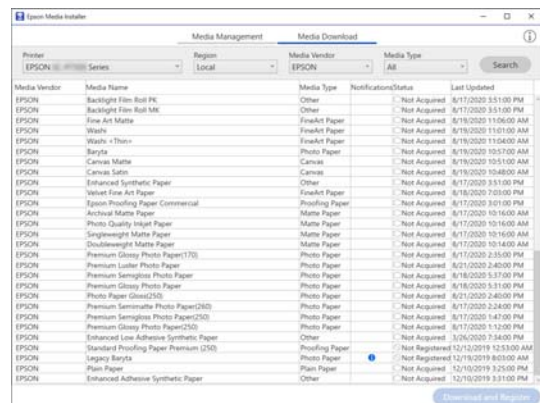 Epson Media Installer
Media Management Media Download
Printer Region Media Vendor Media Type
EPSON Series Local EPSON All Search
Media Vendor Media Name Media Type Notifications Status Last Updated
EPSON Backlight Film Roll PK Other Not Acquired 8/17/2020 3:51:00 PM
EPSON Backlight Film Roll MK Other Not Acquired 8/17/2020 3:51:00 PM
EPSON Fine Art Matte FineArt Paper Not Acquired 8/19/2020 11:06:00 AM
EPSON Washi FineArt Paper Not Acquired 8/19/2020 11:01:00 AM
EPSON Washi <Thin> FineArt Paper Not Acquired 8/19/2020 11:04:00 AM
EPSON Baryta Photo Paper Not Acquired 8/19/2020 10:57:00 AM
EPSON Canvas Matte Canvas Not Acquired 8/19/2020 10:51:00 AM
EPSON Canvas Satin Canvas Not Acquired 8/19/2020 10:48:00 AM
EPSON Enhanced Synthetic Paper Other Not Acquired 8/17/2020 3:51:00 PM
EPSON Velvet Fine Art Paper FineArt Paper Not Acquired 8/18/2020 7:03:00 PM
EPSON Epson Proofing Paper Commercial Proofing Paper Not Acquired 8/17/2020 3:01:00 PM
EPSON Archival Matte Paper Matte Paper Not Acquired 8/17/2020 10:16:00 AM
EPSON Photo Quality Inkjet Paper Matte Paper Not Acquired 8/17/2020 10:16:00 AM
EPSON Singleweight Matte Paper Matte Paper Not Acquired 8/17/2020 10:16:00 AM
EPSON Doubleweight Matte Paper Matte Paper Not Acquired 8/17/2020 10:14:00 AM
EPSON Premium Glossy Photo Paper(170) Photo Paper Not Acquired 8/17/2020 2:35:00 PM
EPSON Premium Luster Photo Paper Photo Paper Not Acquired 8/21/2020 2:40:00 PM
EPSON Premium Semigloss Photo Paper Photo Paper Not Acquired 8/18/2020 5:37:00 PM
EPSON Premium Glossy Photo Paper Photo Paper Not Acquired 8/18/2020 5:31:00 PM
EPSON Photo Paper Gloss(250) Photo Paper Not Acquired 8/21/2020 2:40:00 PM
EPSON Premium Semimatte Photo Paper(260) Photo Paper Not Acquired 8/17/2020 2:24:00 PM
EPSON Premium Semigloss Photo Paper(250) Photo Paper Not Acquired 8/17/2020 1:47:00 PM
EPSON Premium Glossy Photo Paper(250) Photo Paper Not Acquired 8/17/2020 1:12:00 PM
EPSON Enhanced Low Adhesive Synthetic Paper Other Not Acquired 3/26/2020 7:34:00 PM
EPSON Standard Proofing Paper Premium (250) Proofing Paper Not Registered 12/12/2019 12:53:00 AM
EPSON Legacy Baryta Photo Paper Not Registered 12/19/2019 8:03:00 AM
EPSON Plain Paper Plain Paper Not Acquired 12/10/2019 3:25:00 PM
EPSON Enhanced Adhesive Synthetic Paper Other Not Acquired 12/10/2019 3:31:00 PM
Download and Register